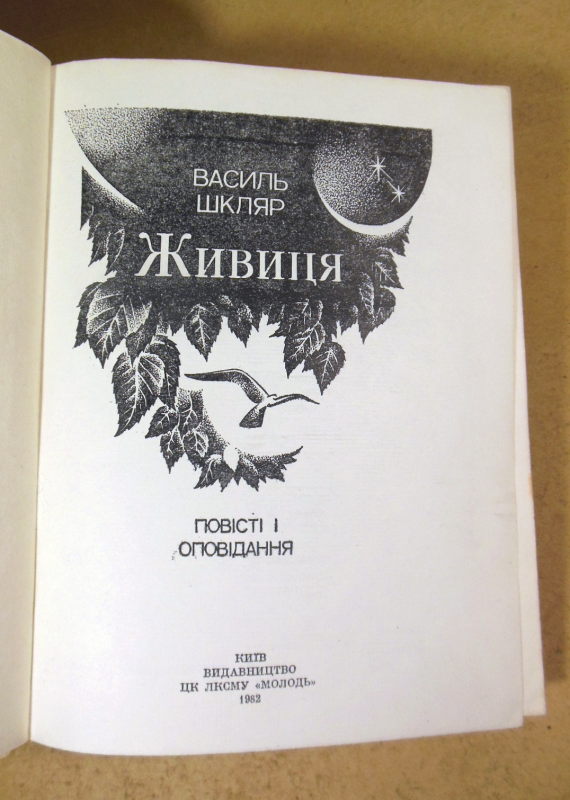 ВАСИЛЬ
ШКЛЯР
ЖИВИЦЯ
ПОВІСТІ І
ОПОВІДАННЯ
КИЇВ
ВИДАВНИЦТВО
ЦК ЛКСМУ «МОЛОДЬ»
1982